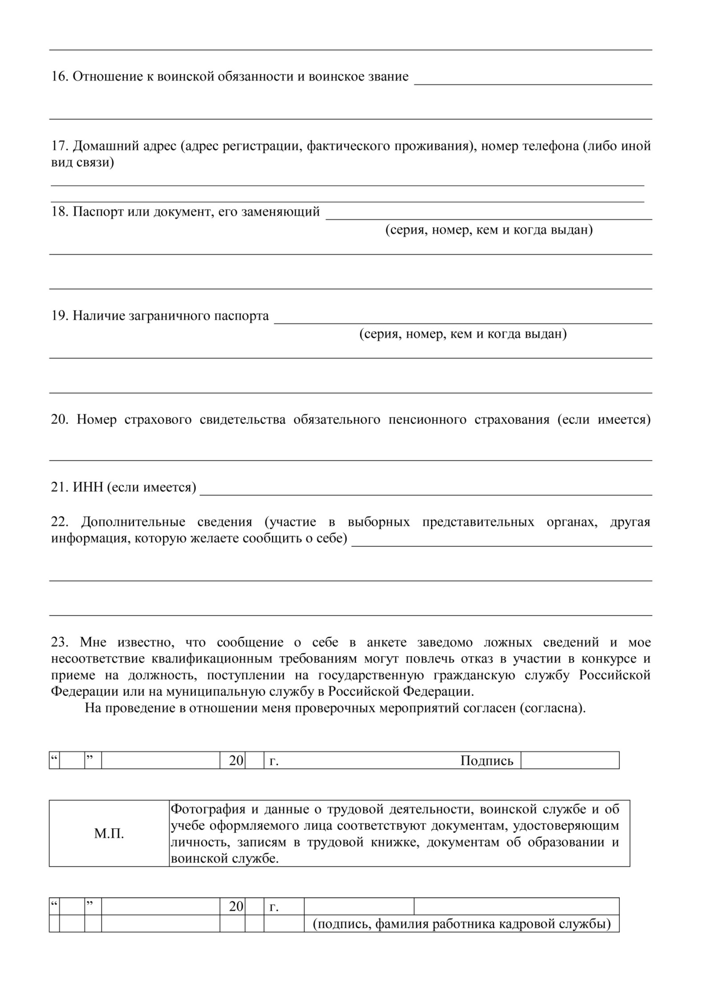 16. Отношение к воинской обязанности и воинское звание
17. Домашний адрес (адрес регистрации, фактического проживания), номер телефона (либо иной
вид связи)
18. Паспорт или документ, его заменяющий
(серия, номер, кем и когда выдан)
19. Наличие заграничного паспорта
(серия, номер, кем и когда выдан)
20. Номер страхового свидетельства обязательного пенсионного страхования (если имеется)
21. ИНН (если имеется)
22. Дополнительные сведения (участие в выборных представительных органах, другая
информация, которую желаете сообщить о себе)
23. Мне известно, что сообщение о себе в анкете заведомо ложных сведений и мое
несоответствие квалификационным требованиям могут повлечь отказ в участии в конкурсе и
приеме на должность, поступлении на государственную гражданскую службу Российской
Федерации или на муниципальную службу в Российской Федерации.
На проведение в отношении меня проверочных мероприятий согласен (согласна).
“ ” 20 г. Подпись
М.П.
Фотография и данные о трудовой деятельности, воинской службе и об
учебе оформляемого лица соответствуют документам, удостоверяющим
личность, записям в трудовой книжке, документам об образовании и
воинской службе.
“ ” 20 г.
(подпись, фамилия работника кадровой службы)